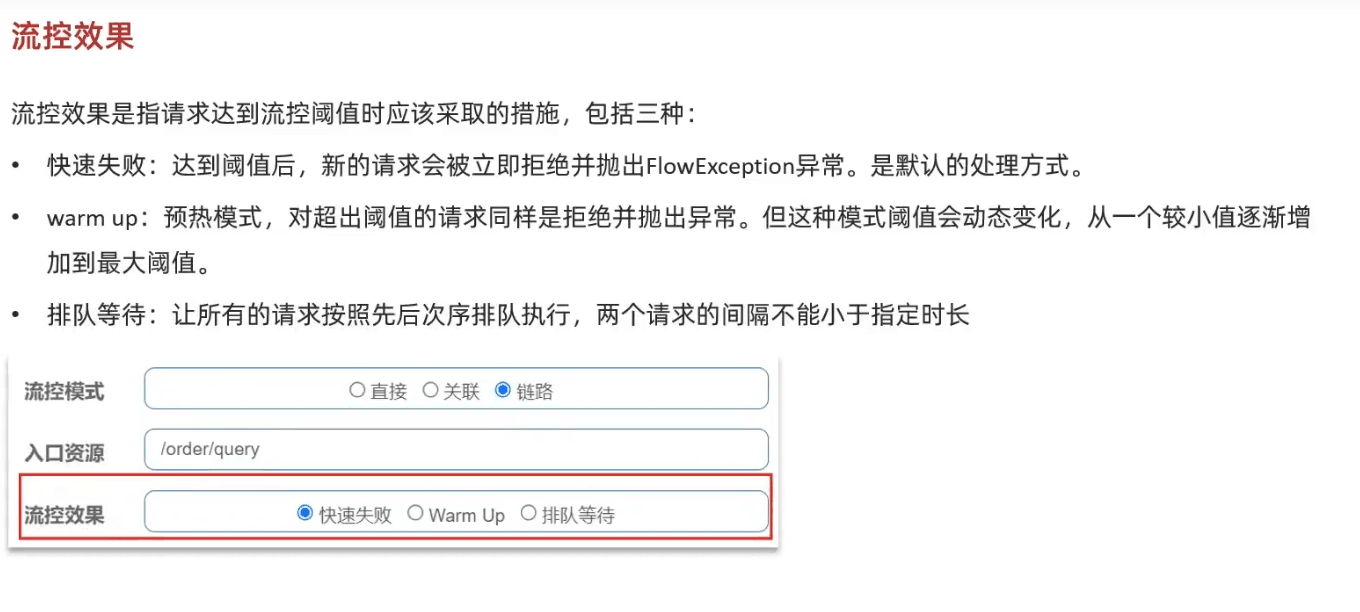 流控效果
流控效果是指请求达到流控阈值时应该采取的措施，包括三种：
• 快速失败：达到阈值后，新的请求会被立即拒绝并抛出FlowException异常。是默认的处理方式。
• warm up：预热模式，对超出阈值的请求同样是拒绝并抛出异常。但这种模式阈值会动态变化，从一个较小值逐渐增
加到最大阈值。
• 排队等待：让所有的请求按照先后次序排队执行，两个请求的间隔不能小于指定时长
流控模式 直接 关联 链路
入口资源 /order/query
流控效果 快速失败 Warm Up 排队等待